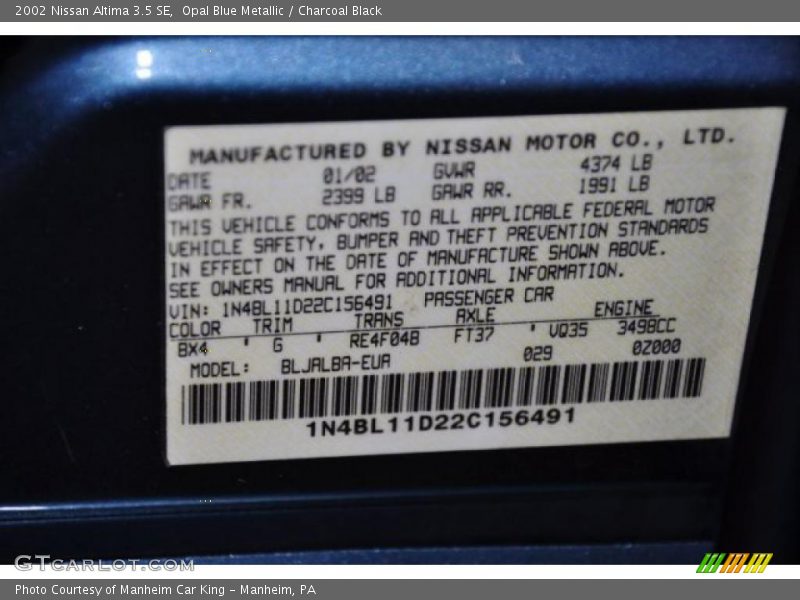 2002 Nissan Altima 3.5 SE, Opal Blue Metallic / Charcoal Black
MANUFACTURED BY NISSAN MOTOR CO., LTD.
DATE 01/02 GVWR 4374 LB
GAWR FR. 2399 LB GAWR RR. 1991 LB
THIS VEHICLE CONFORMS TO ALL APPLICABLE FEDERAL MOTOR
VEHICLE SAFETY, BUMPER AND THEFT PREVENTION STANDARDS
IN EFFECT ON THE DATE OF MANUFACTURE SHOWN ABOVE.
SEE OWNERS MANUAL FOR ADDITIONAL INFORMATION.
VIN: 1N4BL11D22C156491 PASSENGER CAR
COLOR TRIM TRANS AXLE ENGINE
BX4 ' G ' RE4F04B FT37 ' VQ35 3498CC
MODEL: BLJALBA-EUA 029 0Z000
1N4BL11D22C156491
GTCARLOT.COM
Photo Courtesy of Manheim Car King - Manheim, PA